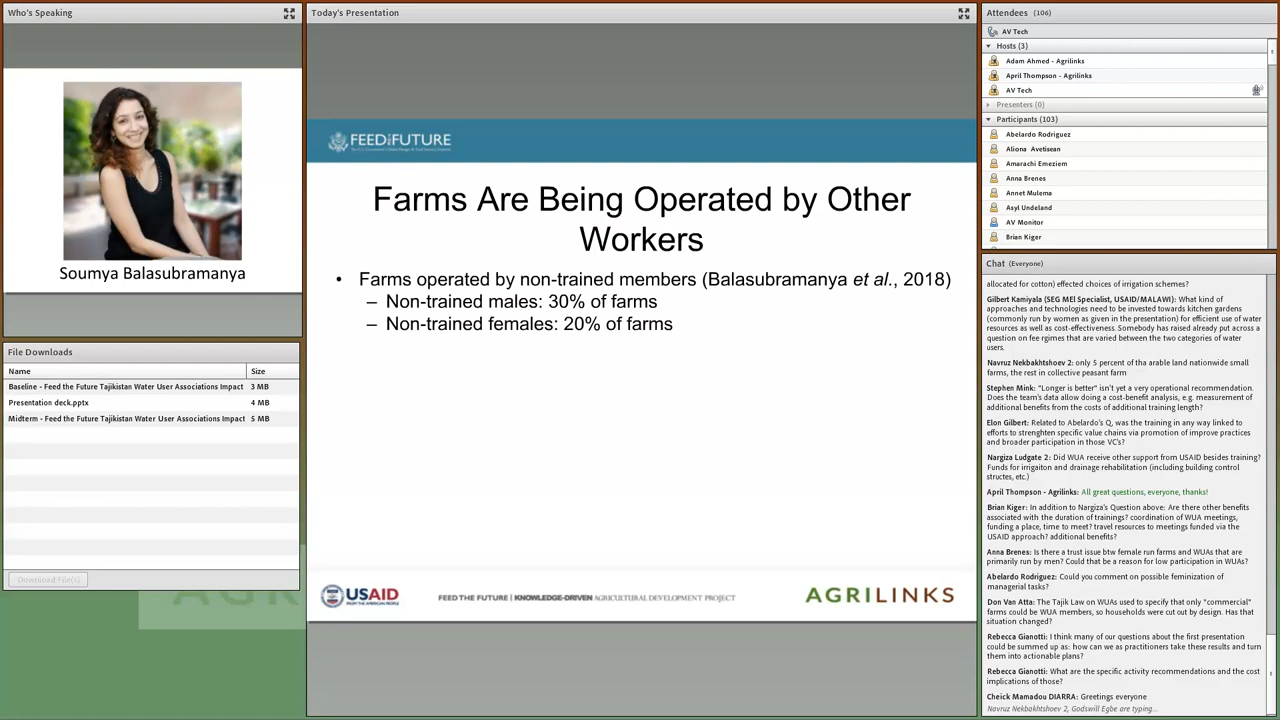 Who's Speaking
Soumya Balasubramanya
File Downloads
Name Size
Baseline - Feed the Future Tajikistan Water User Associations Impact 3 MB
Presentation deck.pptx 4 MB
Midterm - Feed the Future Tajikistan Water User Associations Impact 5 MB
Download File(s)
AGR
Today's Presentation
FEED THE FUTURE
Farms Are Being Operated by Other
Workers
• Farms operated by non-trained members (Balasubramanya et al., 2018)
– Non-trained males: 30% of farms
– Non-trained females: 20% of farms
USAID
FROM THE AMERICAN PEOPLE
FEED THE FUTURE | KNOWLEDGE-DRIVEN AGRICULTURAL DEVELOPMENT PROJECT
AGRILINKS
Attendees (106)
AV Tech
Hosts (3)
Adam Ahmed - Agrilinks
April Thompson - Agrilinks
AV Tech
Presenters (0)
Participants (103)
Abelardo Rodriguez
Aliona Avetisean
Amarachi Emeziem
Anna Brenes
Annet Mulema
Asyl Undeland
AV Monitor
Brian Kiger
Chat (Everyone)
allocated for cotton) effected choices of irrigation schemes?
Gilbert Kamiyala (SEG MEl Specialist, USAID/MALAWI): What kind of
approaches and technologies need to be invested towards kitchen gardens
(commonly run by women as given in the presentation) for efficient use of water
resources as well as cost-effectiveness. Somebody has raised already put across a
question on fee rgimes that are varied between the two categories of water
users.
Navruz Nekbakhtshoev 2: only 5 percent of tha arable land nationwide small
farms, the rest in collective peasant farm
Stephen Mink: "Longer is better" isn't yet a very operational recommendation.
Does the team's data allow doing a cost-benefit analysis, e.g. measurement of
additional benefits from the costs of additional training length?
Elon Gilbert: Related to Abelardo's Q, was the training in any way linked to
efforts to strenghten specific value chains via promotion of improve practices
and broader participation in those VC's?
Nargiza Ludgate 2: Did WUA receive other support from USAID besides training?
Funds for irrigaiton and drainage rehabilitation (including building control
structes, etc.)
April Thompson - Agrilinks: All great questions, everyone, thanks!
Brian Kiger: In addition to Nargiza's Question above: Are there other benefits
associated with the duration of trainings? coordination of WUA meetings,
funding a place, time to meet? travel resources to meetings funded via the
USAID approach? additional benefits?
Anna Brenes: Is there a trust issue btw female run farms and WUAs that are
primarily run by men? Could that be a reason for low participation in WUAs?
Abelardo Rodriguez: Could you comment on possible feminization of
managerial tasks?
Don Van Atta: The Tajik Law on WUAs used to specify that only "commercial"
farms could be WUA members, so households were cut out by design. Has that
situation changed?
Rebecca Gianotti: I think many of our questions about the first presentation
could be summed up as: how can we as practitioners take these results and turn
them into actionable plans?
Rebecca Gianotti: What are the specific activity recommendations and the cost
implications of those?
Cheick Mamadou DIARRA: Greetings everyone
Navruz Nekbakhtshoev 2, Godswill Egbe are typing...